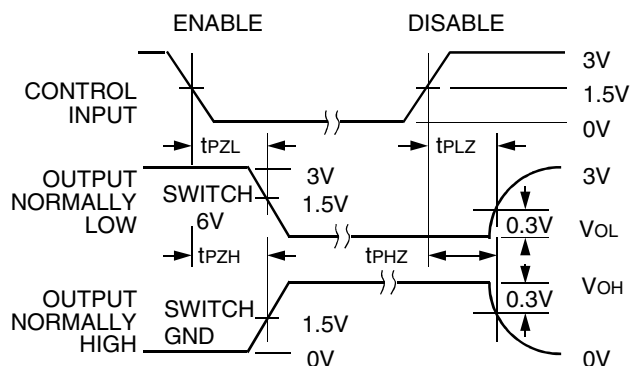 ENABLE DISABLE
3V
CONTROL INPUT 1.5V
0V
tPZL tPLZ
OUTPUT NORMALLY LOW
SWITCH 6V
3V
1.5V
3V
0.3V VOL
tPZH tPHZ
OUTPUT NORMALLY HIGH
SWITCH GND
1.5V
0V
VOH
0.3V
0V